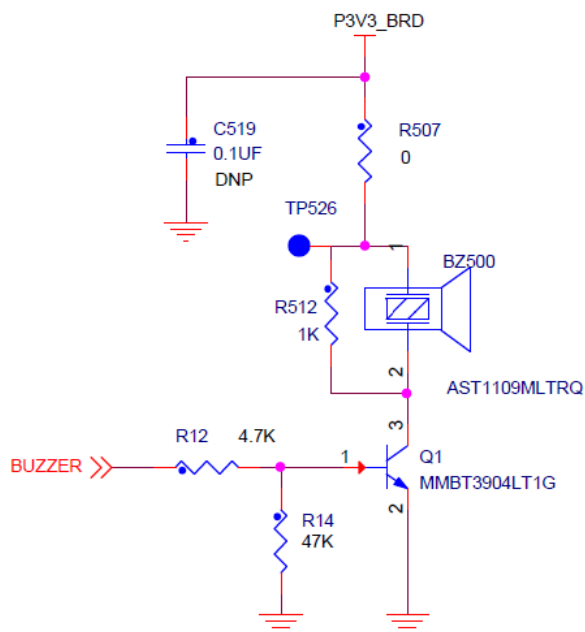 P3V3_BRD
C519
0.1UF
DNP
R507
0
TP526
1
BZ500
R512
1K
2
AST1109MLTRQ
3
R12 4.7K
BUZZER
1
Q1
MMBT3904LT1G
2
R14
47K